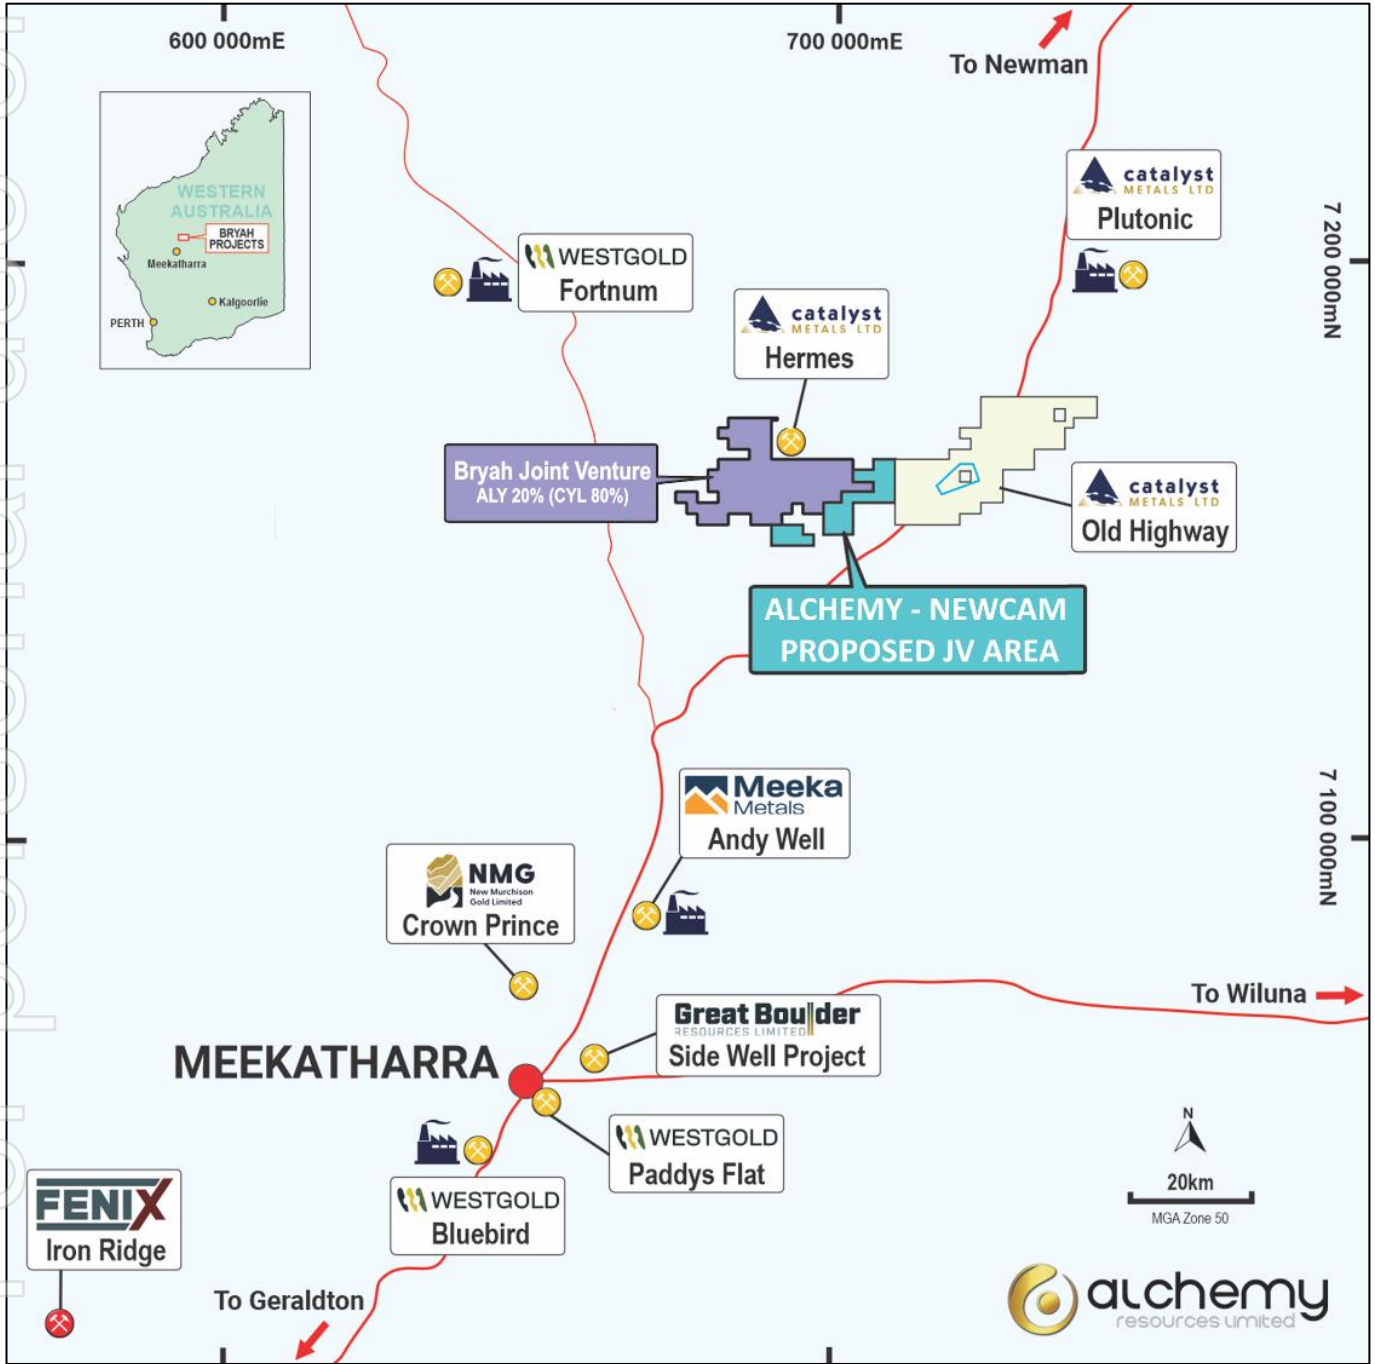 600 000mE
700 000mE
To Newman
WESTERN
AUSTRALIA
BRYAH
PROJECTS
Meekatharra
Kalgoorlie
PERTH
catalyst
METALS LTD
Plutonic
7 200 000mN
WESTGOLD
Fortnum
catalyst
METALS LTD
Hermes
Bryah Joint Venture
ALY 20% (CYL 80%)
catalyst
METALS LTD
Old Highway
ALCHEMY - NEWCAM
PROPOSED JV AREA
Meeka
Metals
Andy Well
7 100 000mN
NMG
New Murchison
Gold Limited
Crown Prince
To Wiluna
Great Boulder
RESOURCES LIMITED
Side Well Project
MEEKATHARRA
WESTGOLD
Paddys Flat
N
20km
MGA Zone 50
FENIX
Iron Ridge
WESTGOLD
Bluebird
To Geraldton
alchemy
resources limited